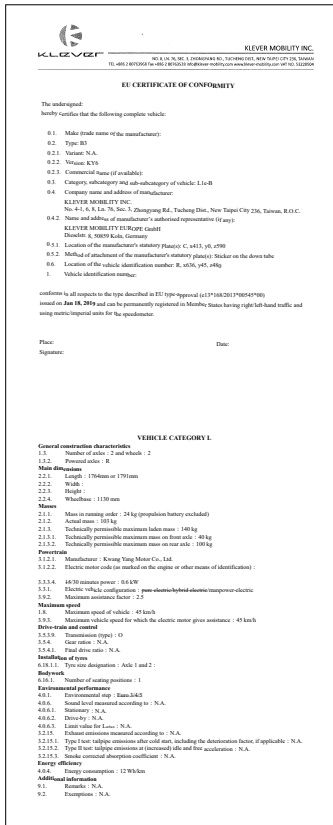 KLEVER
KLEVER MOBILITY INC.
NO. 8, LN. 76, SEC. 3, ZHONGYANG RD., TUCHENG DIST., NEW TAIPEI CITY 236, TAIWAN
EU CERTIFICATE OF CONFORMITY
The undersigned:
hereby certifies that the following complete vehicle:
0.1. Make (trade name of the manufacturer):
0.2. Type: B3
0.2.1. Variant: N.A.
0.2.2. Version: KY6
0.2.3. Commercial name (if available):
0.3. Category, subcategory and sub-subcategory of vehicle: L1e-B
0.4. Company name and address of manufacturer:
KLEVER MOBILITY INC.
No. 4-1, 6, 8, Ln. 76, Sec. 3, Zhongyang Rd., Tucheng Dist., New Taipei City 236, Taiwan, R.O.C.
0.4.2. Name and address of manufacturer's authorised representative (if any):
KLEVER MOBILITY EUROPE GmbH
Dieselstr. 8, 50859 Koln, Germany
0.5.1. Location of the manufacturer's statutory Plate(s): C, x413, y0, z590
0.5.2. Method of attachment of the manufacturer's statutory plate(s): Sticker on the down tube
0.6. Location of the vehicle identification number: R, x636, y45, z48
1. Vehicle identification number:
conforms in all respects to the type described in EU type-approval (e13*168/2013*00545*00)
issued on Jan 18, 2019 and can be permanently registered in Member States having right/left-hand traffic and
using metric/imperial units for the speedometer.
Place: Date:
Signature:
VEHICLE CATEGORY L
General construction characteristics
1.3. Number of axles : 2 and wheels : 2
1.3.2. Powered axles : R
Main dimensions
2.2.1. Length : 1764mm or 1791mm
2.2.2. Width :
2.2.3. Height :
2.2.4. Wheelbase : 1130 mm
Masses
2.1.1. Mass in running order : 24 kg (propulsion battery excluded)
2.1.2. Actual mass : 103 kg
2.1.3. Technically permissible maximum laden mass : 140 kg
2.1.3.1. Technically permissible maximum mass on front axle : 40 kg
2.1.3.2. Technically permissible maximum mass on rear axle : 100 kg
Powertrain
3.1.2.1. Manufacturer : Kwang Yang Motor Co., Ltd.
3.1.2.2. Electric motor code (as marked on the engine or other means of identification) :
3.3.3.4. 48/30 minutes power : 0.6 kW
3.3.1. Electric vehicle configuration : pure electric/hybrid electric/manpower-electric
3.9.2. Maximum assistance factor : 2.5
Maximum speed
1.8. Maximum speed of vehicle : 45 km/h
3.9.3. Maximum vehicle speed for which the electric motor gives assistance : 45 km/h
Drive-train and control
3.5.3.9. Transmission (type) : O
3.5.4. Gear ratios : N.A.
3.5.4.1. Final drive ratio : N.A.
Installation of tyres
6.18.1.1. Tyre size designation : Axle 1 and 2 :
Bodywork
6.16.1. Number of seating positions : 1
Environmental performance
4.0.1. Environmental step : Euro 3/4/5
4.0.6. Sound level measured according to : N.A.
4.0.6.1. Stationary : N.A.
4.0.6.2. Drive-by : N.A.
4.0.6.3. Limit value for : N.A.
3.2.15. Exhaust emissions measured according to : N.A.
3.2.15.1. Type I test: tailpipe emissions after cold start, including the deterioration factor, if applicable : N.A.
3.2.15.2. Type II test: tailpipe emissions at (increased) idle and free acceleration : N.A.
3.2.15.3. Smoke corrected absorption coefficient : N.A.
Energy efficiency
4.0.4. Energy consumption : 12 Wh/km
Additional information
9.1. Remarks : N.A.
9.2. Exemptions : N.A.